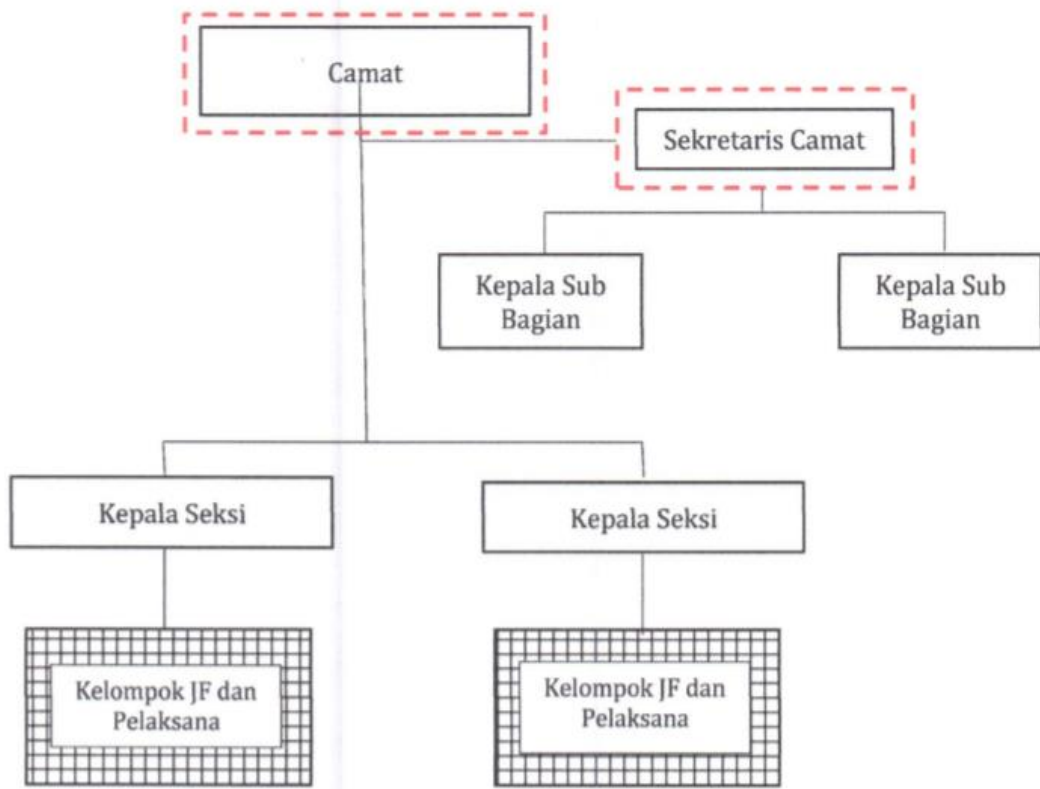 Camat
Sekretaris Camat
Kepala Sub
Bagian
Kepala Sub
Bagian
Kepala Seksi
Kepala Seksi
Kelompok JF dan
Pelaksana
Kelompok JF dan
Pelaksana